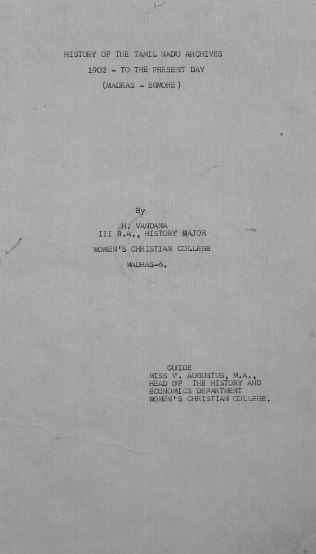 HISTORY OF THE TAMIL NADU ARCHIVES
1902 - TO THE PRESENT DAY
(MADRAS - EGMORE)
By
H. VANDANA
III B.A., HISTORY MAJOR
WOMEN'S CHRISTIAN COLLEGE
MADRAS-6.
GUIDE
MISS V. AUGUSTUS, M.A.,
HEAD OF THE HISTORY AND
ECONOMICS DEPARTMENT
WOMEN'S CHRISTIAN COLLEGE.